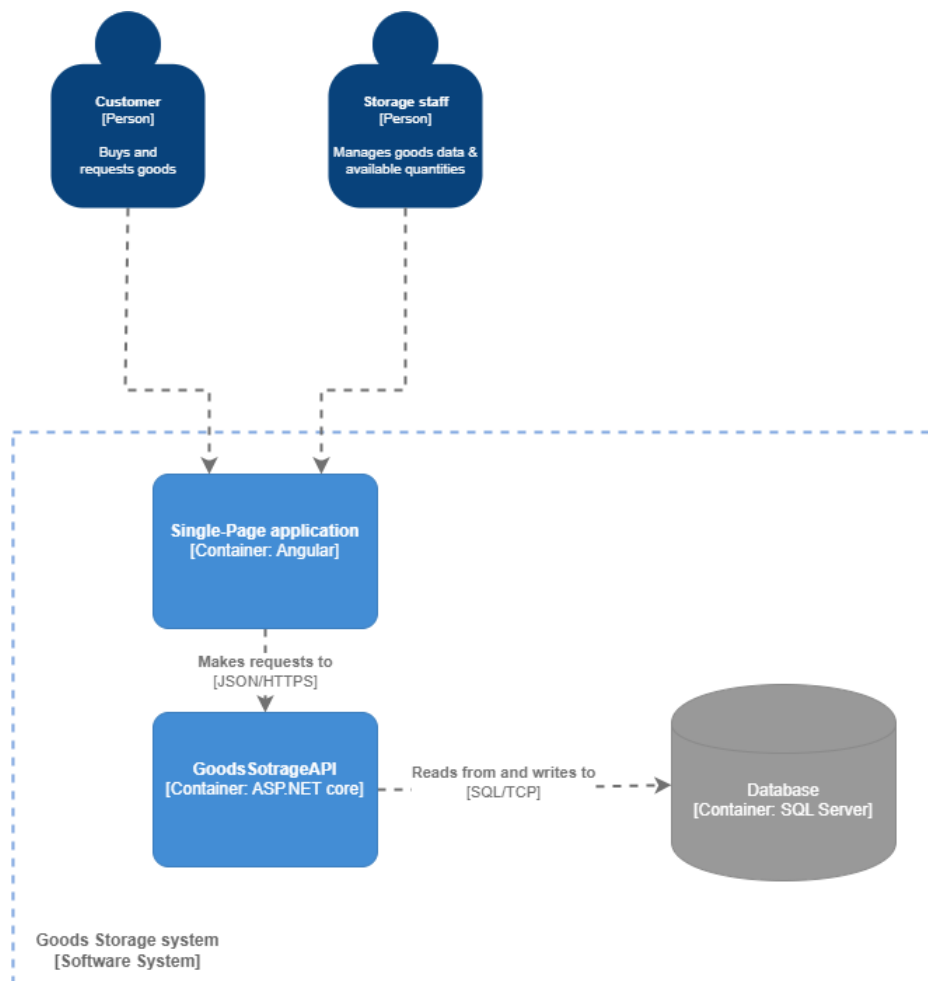 Customer
[Person]
Buys and
requests goods
Storage staff
[Person]
Manages goods data &
available quantities
Single-Page application
[Container: Angular]
Makes requests to
[JSON/HTTPS]
GoodsSotrageAPI
[Container: ASP.NET core]
Reads from and writes to
[SQL/TCP]
Database
[Container: SQL Server]
Goods Storage system
[Software System]